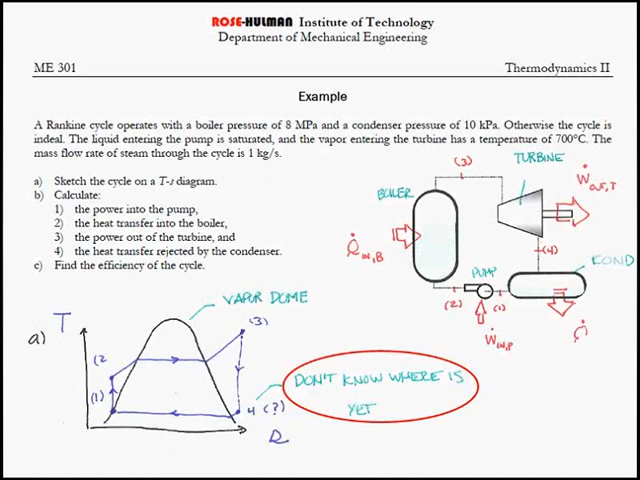 ROSE-HULMAN Institute of Technology
Department of Mechanical Engineering
ME 301
Thermodynamics II
Example
A Rankine cycle operates with a boiler pressure of 8 MPa and a condenser pressure of 10 kPa. Otherwise the cycle is
indeal. The liquid entering the pump is saturated, and the vapor entering the turbine has a temperature of 700°C. The
mass flow rate of steam through the cycle is 1 kg/s.
a) Sketch the cycle on a T-s diagram.
b) Calculate:
1) the power into the pump,
2) the heat transfer into the boiler,
3) the power out of the turbine, and
4) the heat transfer rejected by the condenser.
c) Find the efficiency of the cycle.
(3)
TURBINE
Ẇout,T
BOILER
Q̇IN,B
(4)
COND
PUMP
(2)
(1)
ẆIN,P
Q̇
a)
T
VAPOR DOME
(3)
(2
(1)
4 (?)
DON'T KNOW WHERE IS
YET